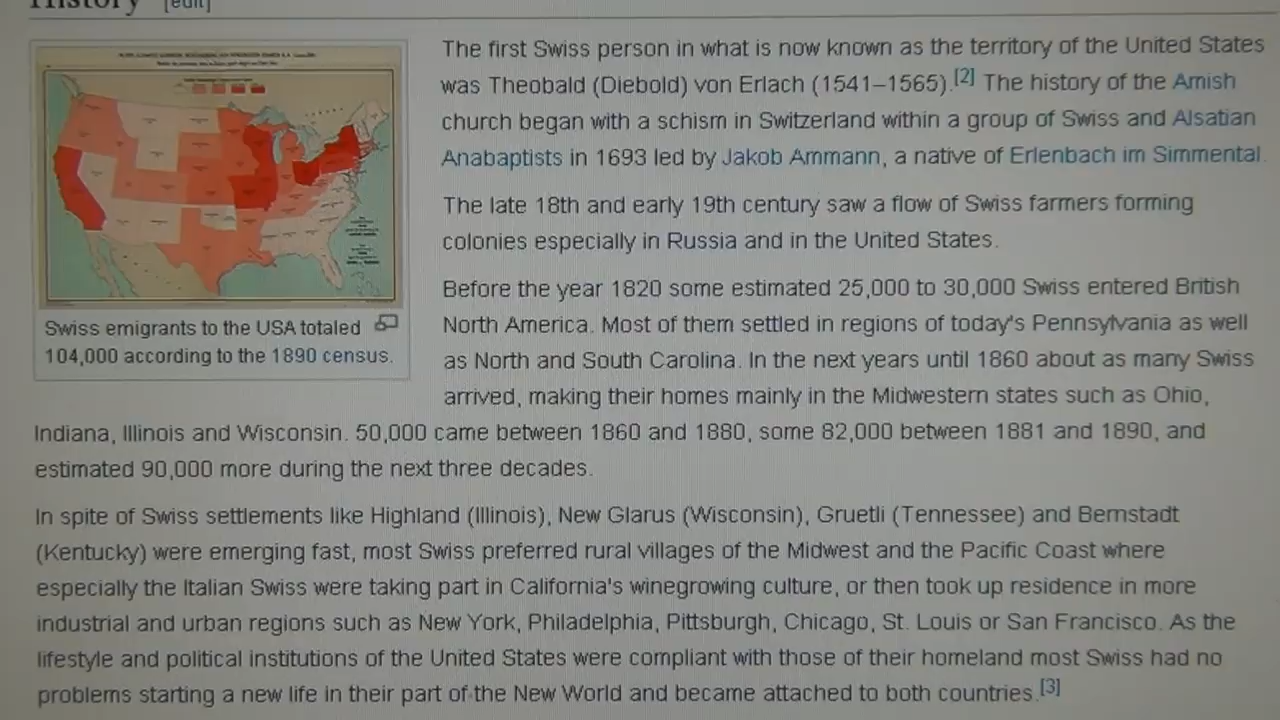 History [edit]
The first Swiss person in what is now known as the territory of the United States
was Theobald (Diebold) von Erlach (1541–1565).[2] The history of the Amish
church began with a schism in Switzerland within a group of Swiss and Alsatian
Anabaptists in 1693 led by Jakob Ammann, a native of Erlenbach im Simmental.
The late 18th and early 19th century saw a flow of Swiss farmers forming
colonies especially in Russia and in the United States.
Before the year 1820 some estimated 25,000 to 30,000 Swiss entered British
North America. Most of them settled in regions of today's Pennsylvania as well
as North and South Carolina. In the next years until 1860 about as many Swiss
arrived, making their homes mainly in the Midwestern states such as Ohio,
Indiana, Illinois and Wisconsin. 50,000 came between 1860 and 1880, some 82,000 between 1881 and 1890, and
estimated 90,000 more during the next three decades.
Swiss emigrants to the USA totaled
104,000 according to the 1890 census.
In spite of Swiss settlements like Highland (Illinois), New Glarus (Wisconsin), Gruetli (Tennessee) and Bernstadt
(Kentucky) were emerging fast, most Swiss preferred rural villages of the Midwest and the Pacific Coast where
especially the Italian Swiss were taking part in California's winegrowing culture, or then took up residence in more
industrial and urban regions such as New York, Philadelphia, Pittsburgh, Chicago, St. Louis or San Francisco. As the
lifestyle and political institutions of the United States were compliant with those of their homeland most Swiss had no
problems starting a new life in their part of the New World and became attached to both countries.[3]